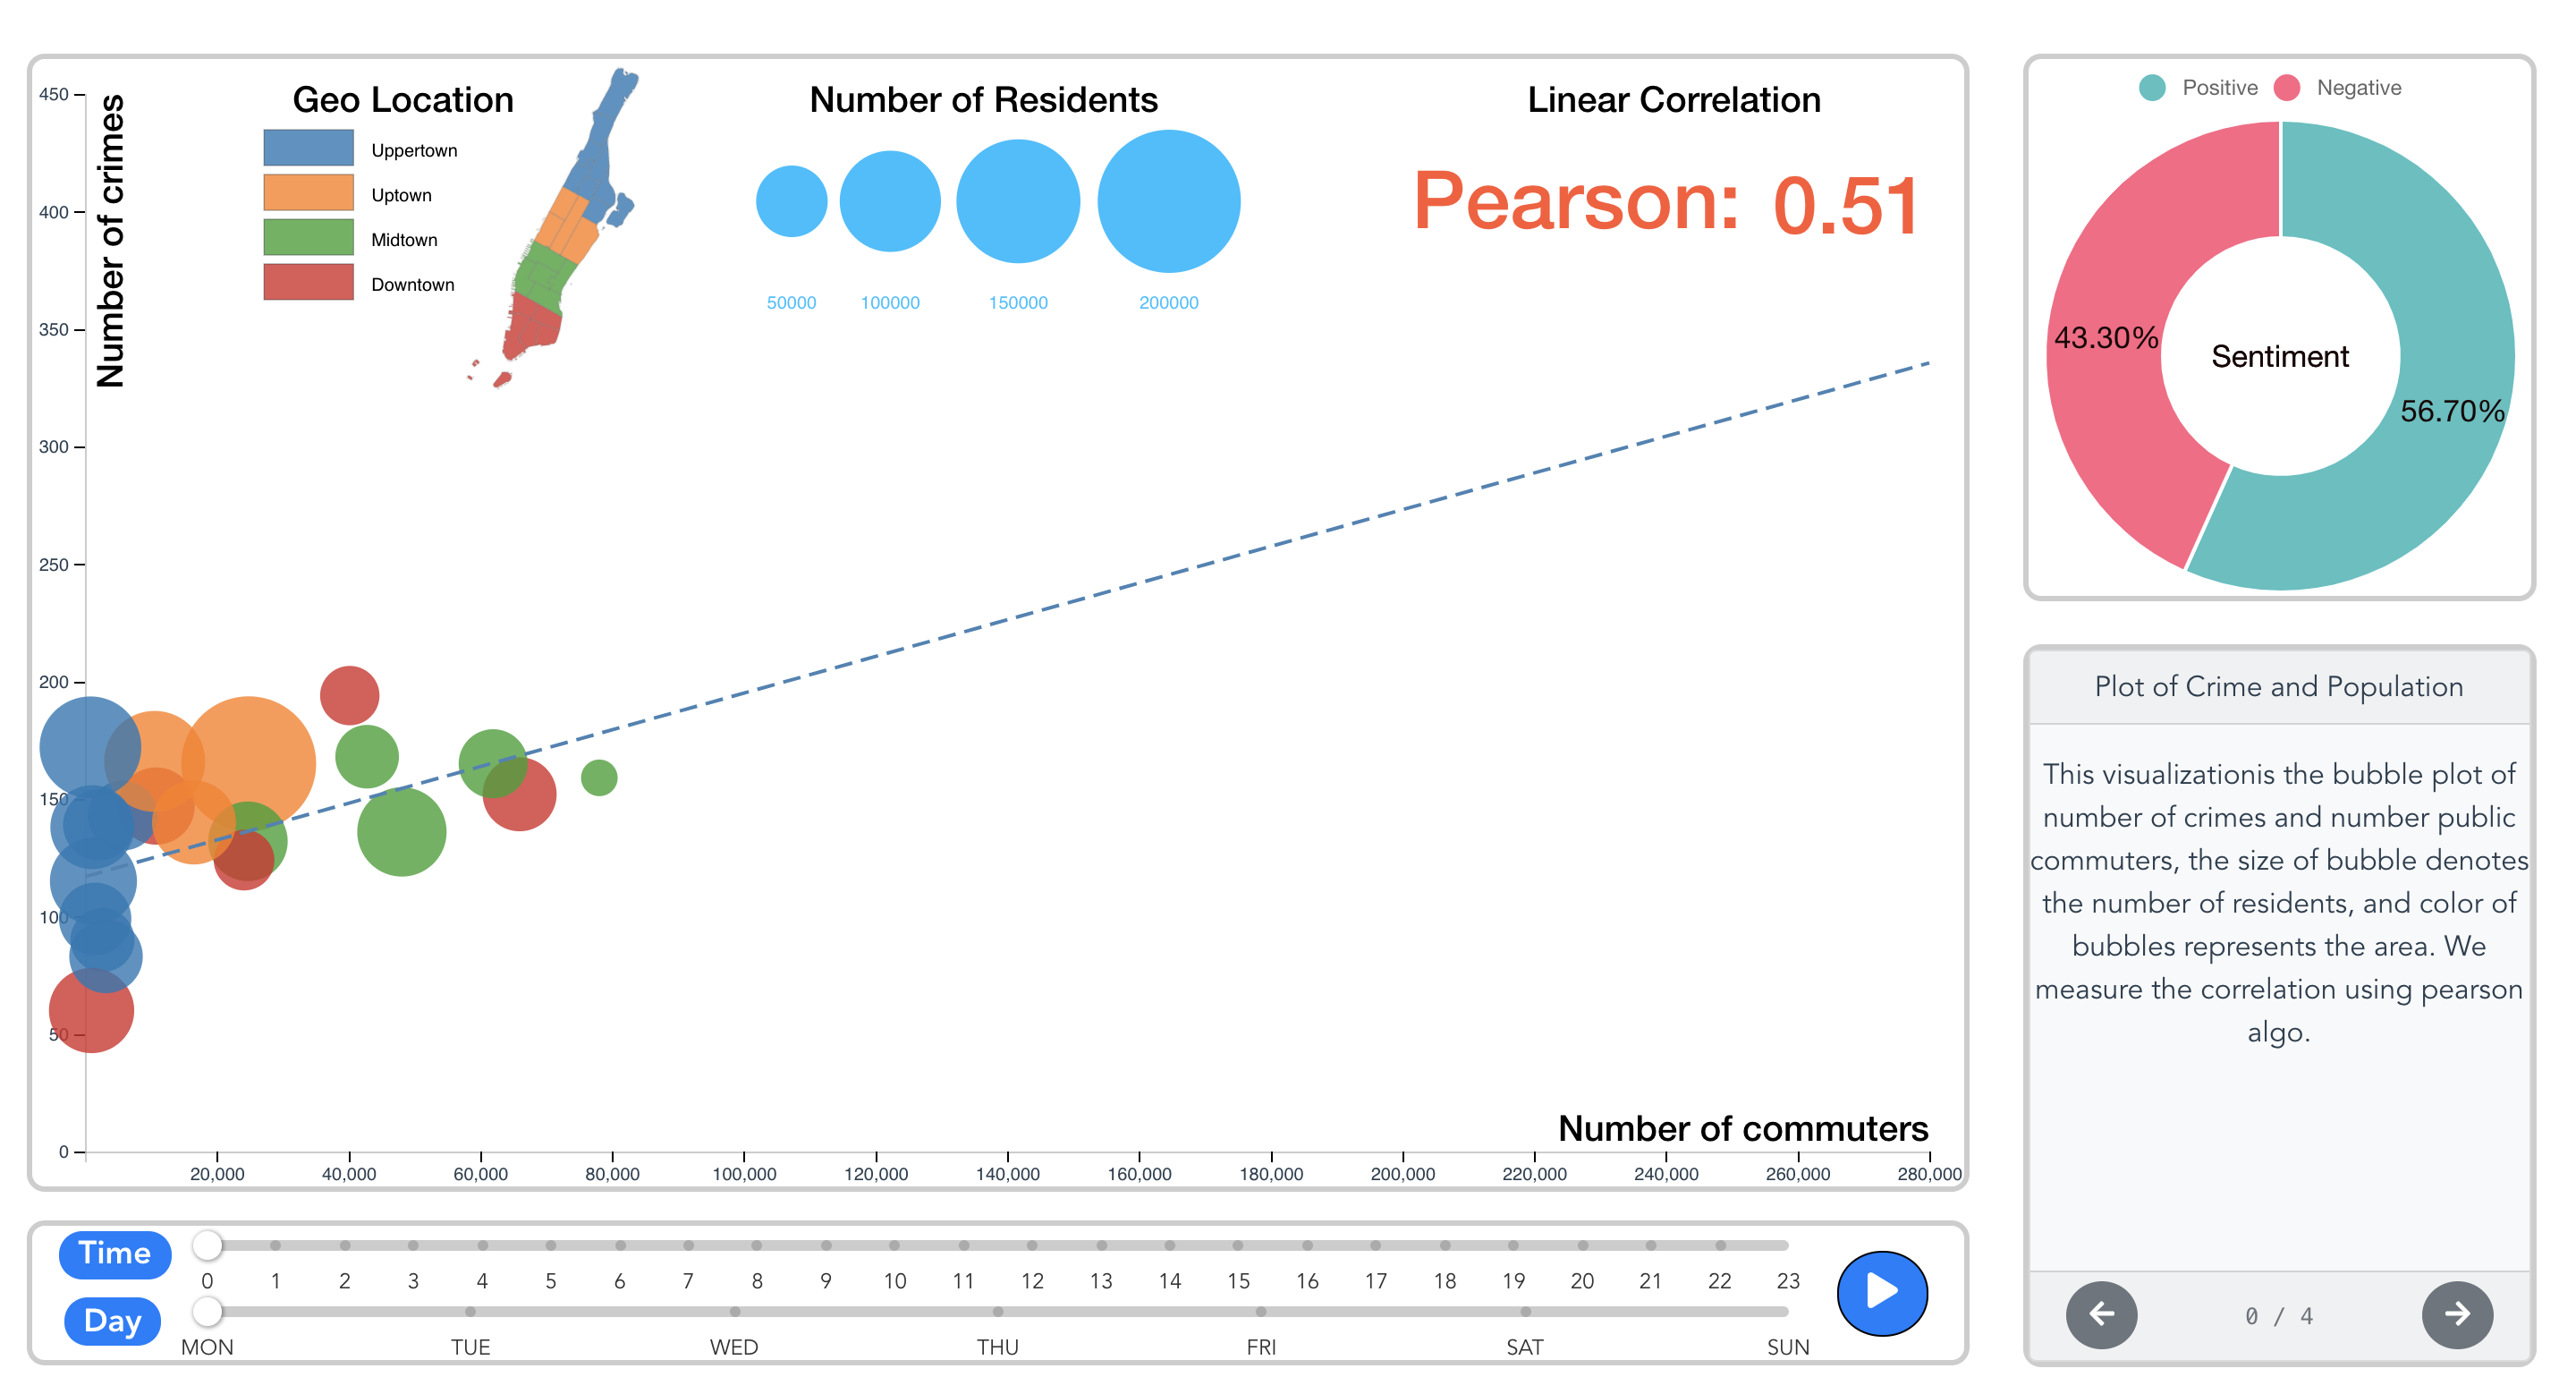 Geo Location
Uppertown
Uptown
Midtown
Downtown
Number of Residents
50000 100000 150000 200000
Linear Correlation
Pearson: 0.51
Number of crimes
450
400
350
300
250
200
150
100
50
0
Number of commuters
20,000 40,000 60,000 80,000 100,000 120,000 140,000 160,000 180,000 200,000 220,000 240,000 260,000 280,000
Positive Negative
43.30%
Sentiment
56.70%
Plot of Crime and Population
This visualizationis the bubble plot of
number of crimes and number public
commuters, the size of bubble denotes
the number of residents, and color of
bubbles represents the area. We
measure the correlation using pearson
algo.
0 / 4
Time
0 1 2 3 4 5 6 7 8 9 10 11 12 13 14 15 16 17 18 19 20 21 22 23
Day
MON TUE WED THU FRI SAT SUN